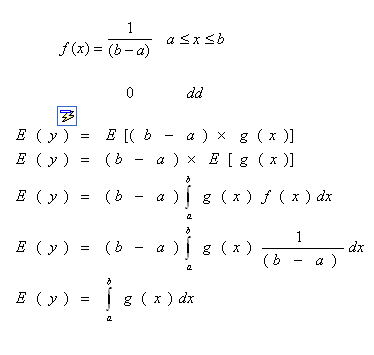 f(x) = 1/(b−a) a ≤ x ≤ b
0 dd
E ( y ) = E [( b − a ) × g ( x )]
E ( y ) = (b − a ) × E [ g ( x )]
E ( y ) = (b − a ) ∫_a^b g ( x ) f ( x ) dx
E ( y ) = (b − a ) ∫_a^b g ( x ) 1/(b − a ) dx
E ( y ) = ∫_a^b g ( x ) dx